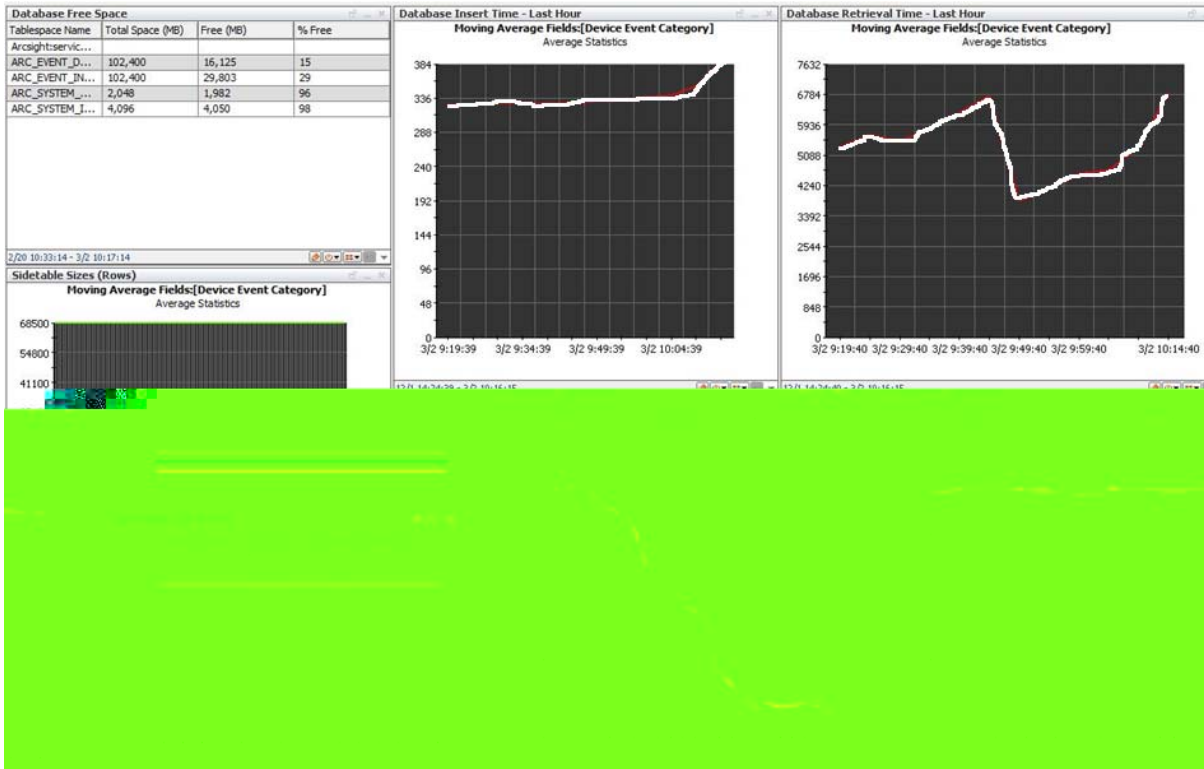 Database Free Space
Tablespace Name Total Space (MB) Free (MB) % Free
Arcsight:servic...
ARC_EVENT_D... 102,400 16,125 15
ARC_EVENT_IN... 102,400 29,803 29
ARC_SYSTEM_... 2,048 1,982 96
ARC_SYSTEM_I... 4,096 4,050 98
2/20 10:33:14 - 3/2 10:17:14
Sidetable Sizes (Rows)
Moving Average Fields:[Device Event Category]
Average Statistics
68500
54800
41100
Database Insert Time - Last Hour
Moving Average Fields:[Device Event Category]
Average Statistics
384
336
288
240
192
144
96
48
0
3/2 9:19:39 3/2 9:34:39 3/2 9:49:39 3/2 10:04:39
Database Retrieval Time - Last Hour
Moving Average Fields:[Device Event Category]
Average Statistics
7632
6784
5936
5088
4240
3392
2544
1696
848
0
3/2 9:19:40 3/2 9:29:40 3/2 9:39:40 3/2 9:49:40 3/2 9:59:40 3/2 10:14:40